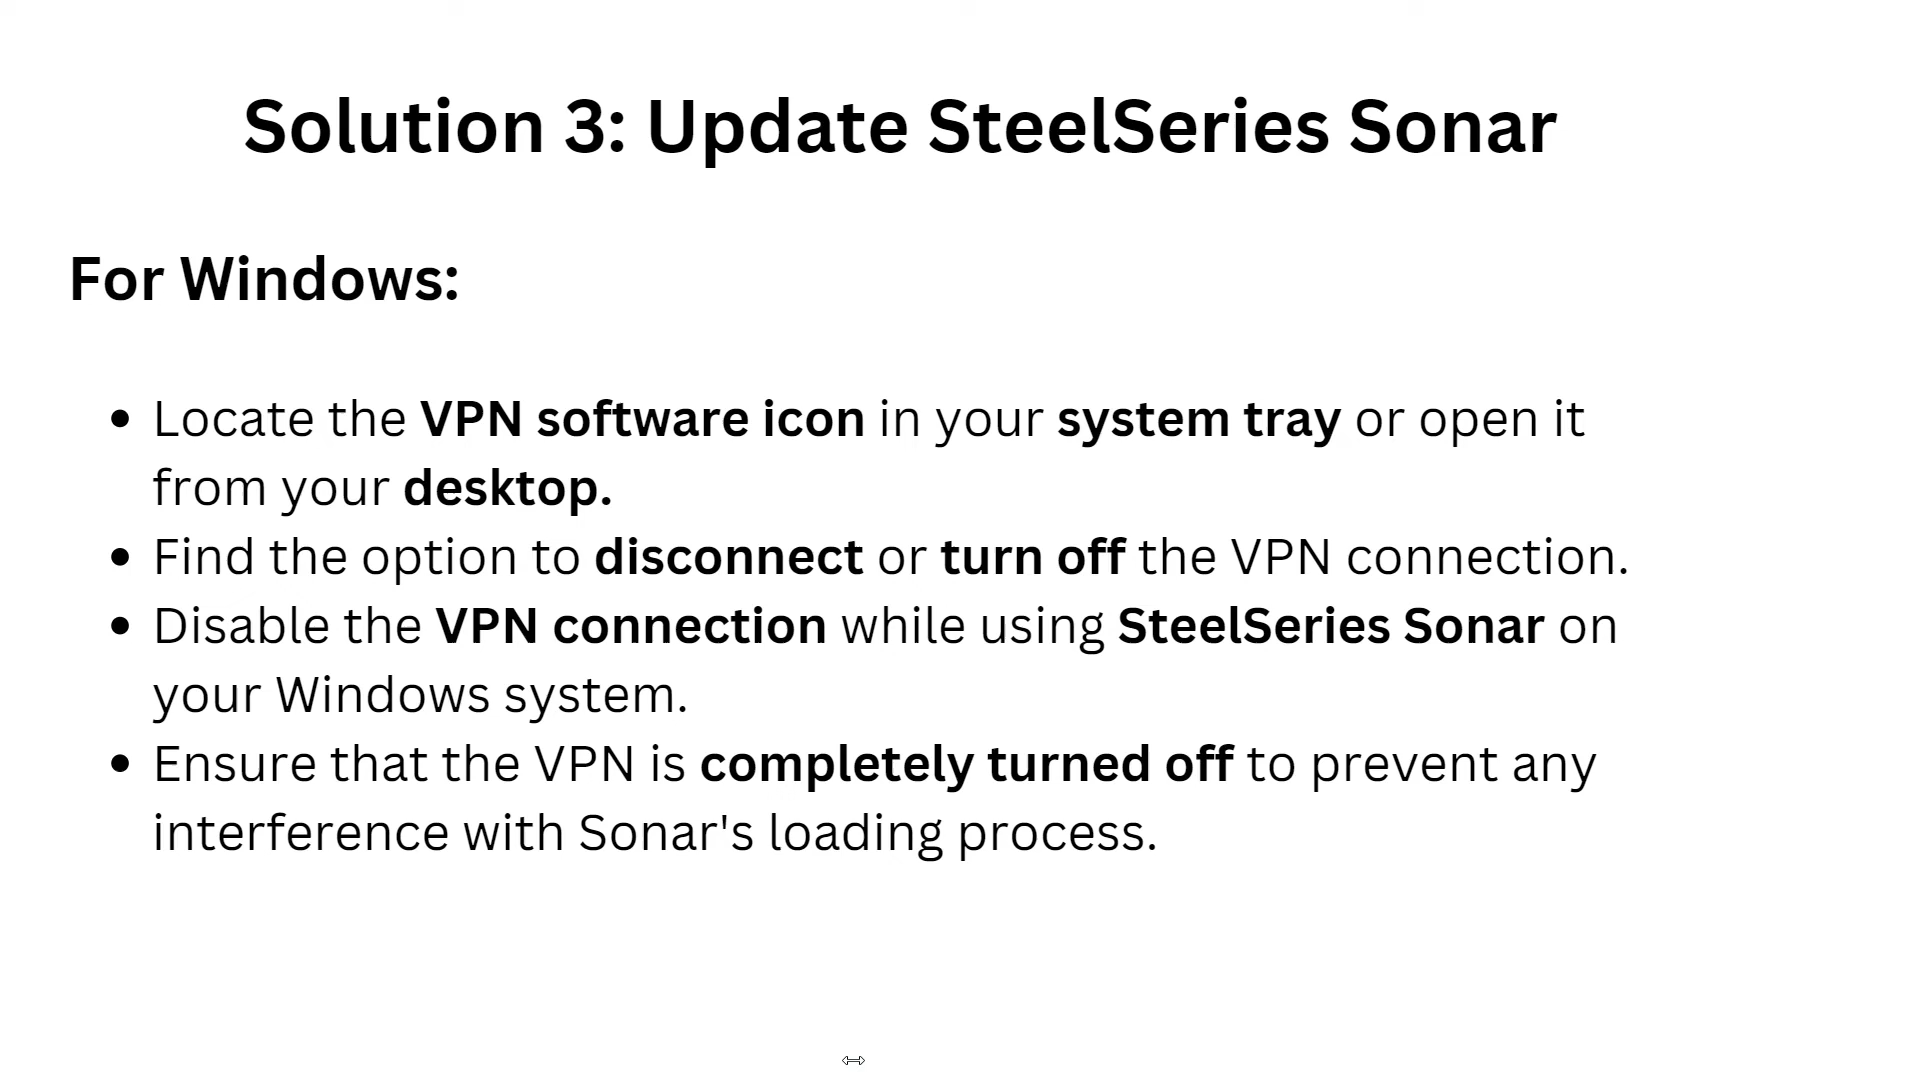 Solution 3: Update SteelSeries Sonar
For Windows:
• Locate the VPN software icon in your system tray or open it
from your desktop.
• Find the option to disconnect or turn off the VPN connection.
• Disable the VPN connection while using SteelSeries Sonar on
your Windows system.
• Ensure that the VPN is completely turned off to prevent any
interference with Sonar's loading process.